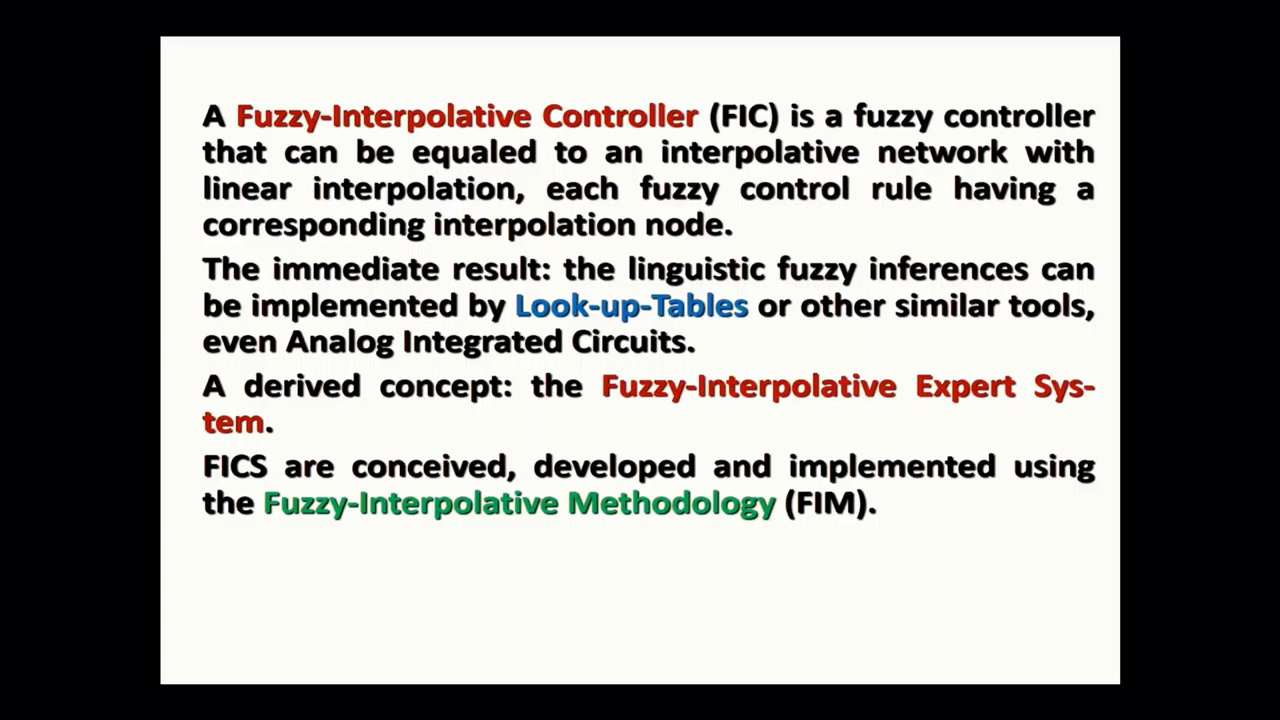 A Fuzzy-Interpolative Controller (FIC) is a fuzzy controller
that can be equaled to an interpolative network with
linear interpolation, each fuzzy control rule having a
corresponding interpolation node.
The immediate result: the linguistic fuzzy inferences can
be implemented by Look-up-Tables or other similar tools,
even Analog Integrated Circuits.
A derived concept: the Fuzzy-Interpolative Expert Sys-
tem.
FICS are conceived, developed and implemented using
the Fuzzy-Interpolative Methodology (FIM).